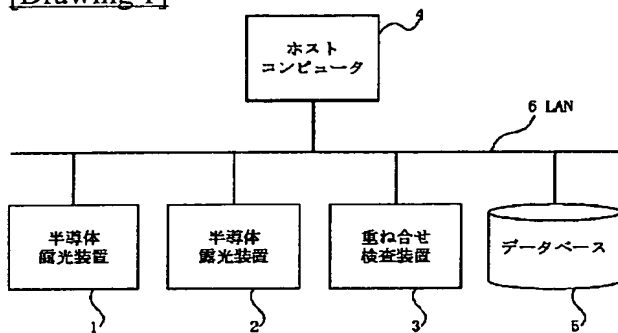 [Drawing 1]
ホスト
コンピュータ
4
6 LAN
半導体
露光装置
半導体
露光装置
重ね合せ
検査装置
データベース
1
2
3
5